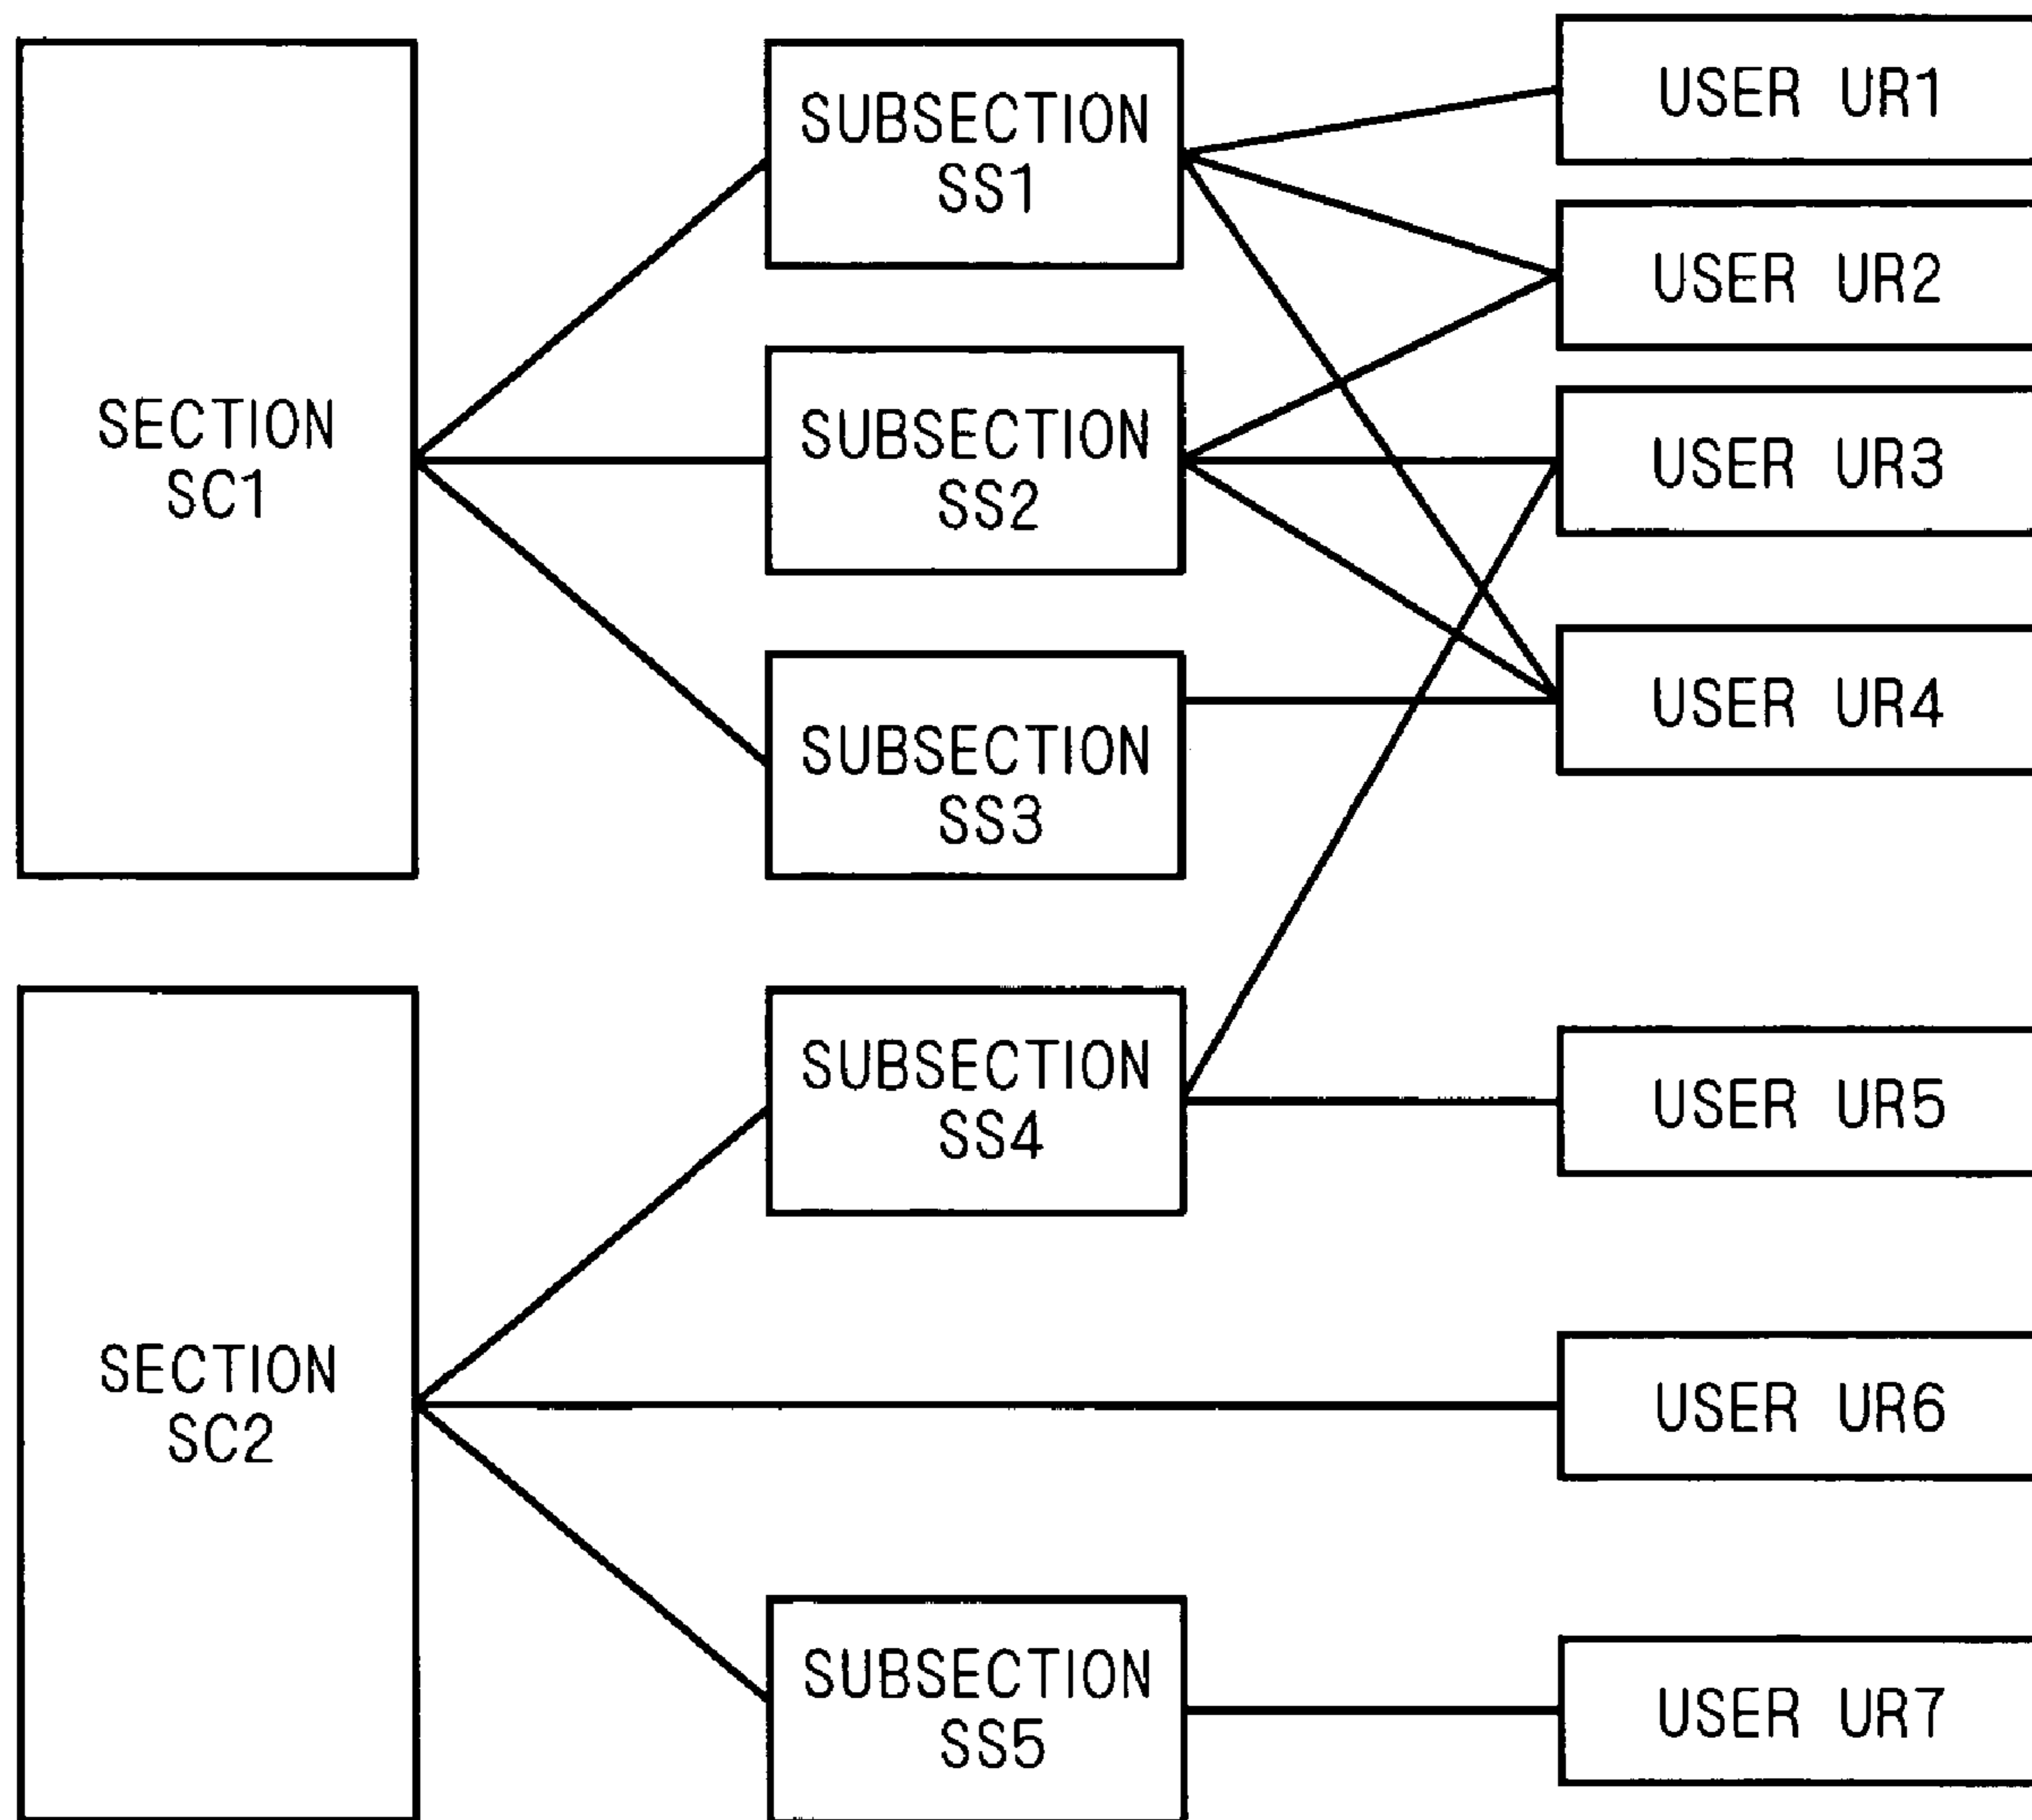 SECTION
SC1
SUBSECTION
SS1
SUBSECTION
SS2
SUBSECTION
SS3
USER UR1
USER UR2
USER UR3
USER UR4
SECTION
SC2
SUBSECTION
SS4
SUBSECTION
SS5
USER UR5
USER UR6
USER UR7